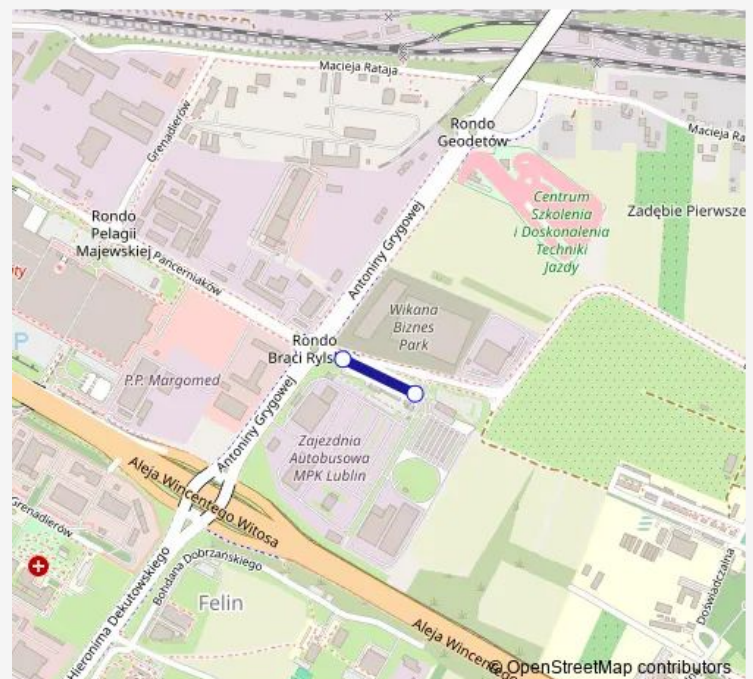 Macieja Rataja
Grenadierów
Rondo
Geodetów
Macieja Ra
Centrum
Szkolenia
i Doskonalenia
Techniki
Jazdy
Zadębie Pierwsze
Rondo
Pelagii
Majewskiej
Pancerniaków
Antoniny Grygowej
oty
P
Wikana
Biznes
Park
Rondo
Braci Ryls
P.P. Margomed
Antoniny Grygowej
Zajezdnia
Autobusowa
MPK Lublin
Aleja Wincentego Witosa
Grenadierów
Bohdana Dobrzańskiego
Hieronima Dekutowskiego
Felin
Doświadczalna
Aleja Wincentego
© OpenStreetMap contributors